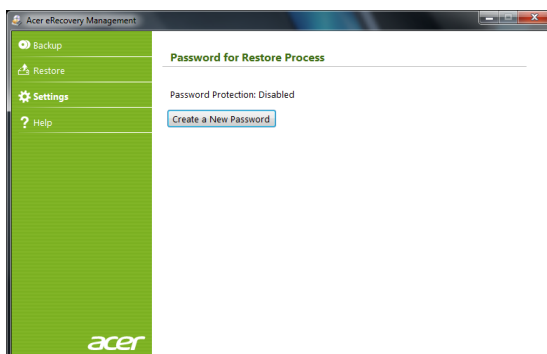 Acer eRecovery Management
Backup
Restore
Settings
Help
Password for Restore Process
Password Protection: Disabled
Create a New Password
acer